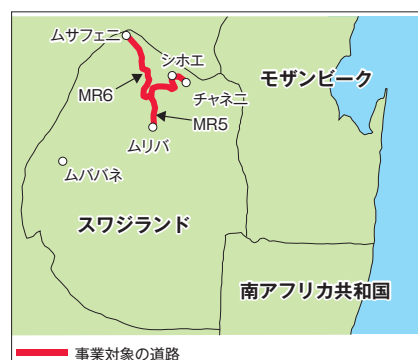 ムサフェニ
シホエ
モザンビーク
MR6
チャネニ
MR5
ムリバ
ムババネ
スワジランド
南アフリカ共和国
事業対象の道路